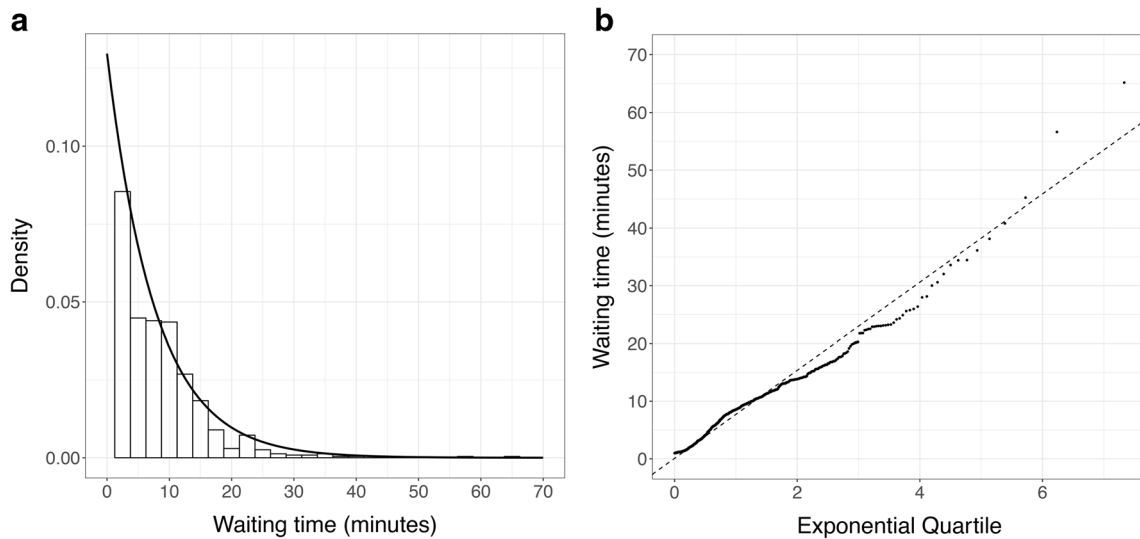 a
Density
0.10
0.05
0.00
0 10 20 30 40 50 60 70
Waiting time (minutes)
b
Waiting time (minutes)
70
60
50
40
30
20
10
0
0 2 4 6
Exponential Quartile